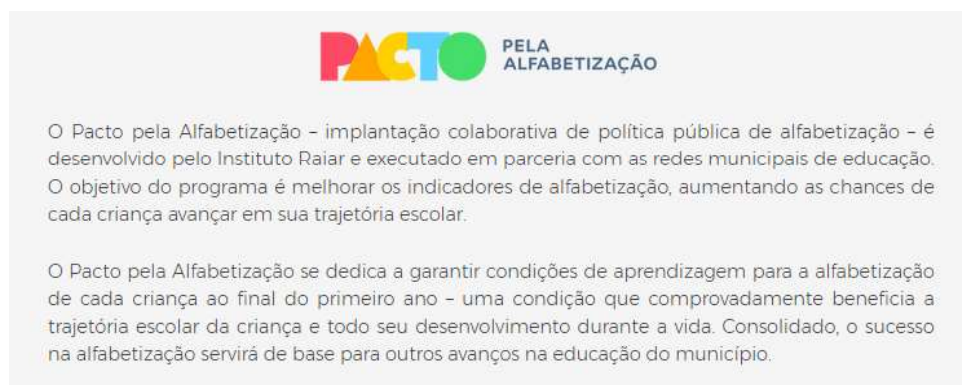 PACTO
PELA
ALFABETIZAÇÃO
O Pacto pela Alfabetização – implantação colaborativa de política pública de alfabetização – é
desenvolvido pelo Instituto Raiar e executado em parceria com as redes municipais de educação.
O objetivo do programa é melhorar os indicadores de alfabetização, aumentando as chances de
cada criança avançar em sua trajetória escolar.
O Pacto pela Alfabetização se dedica a garantir condições de aprendizagem para a alfabetização
de cada criança ao final do primeiro ano – uma condição que comprovadamente beneficia a
trajetória escolar da criança e todo seu desenvolvimento durante a vida. Consolidado, o sucesso
na alfabetização servirá de base para outros avanços na educação do município.